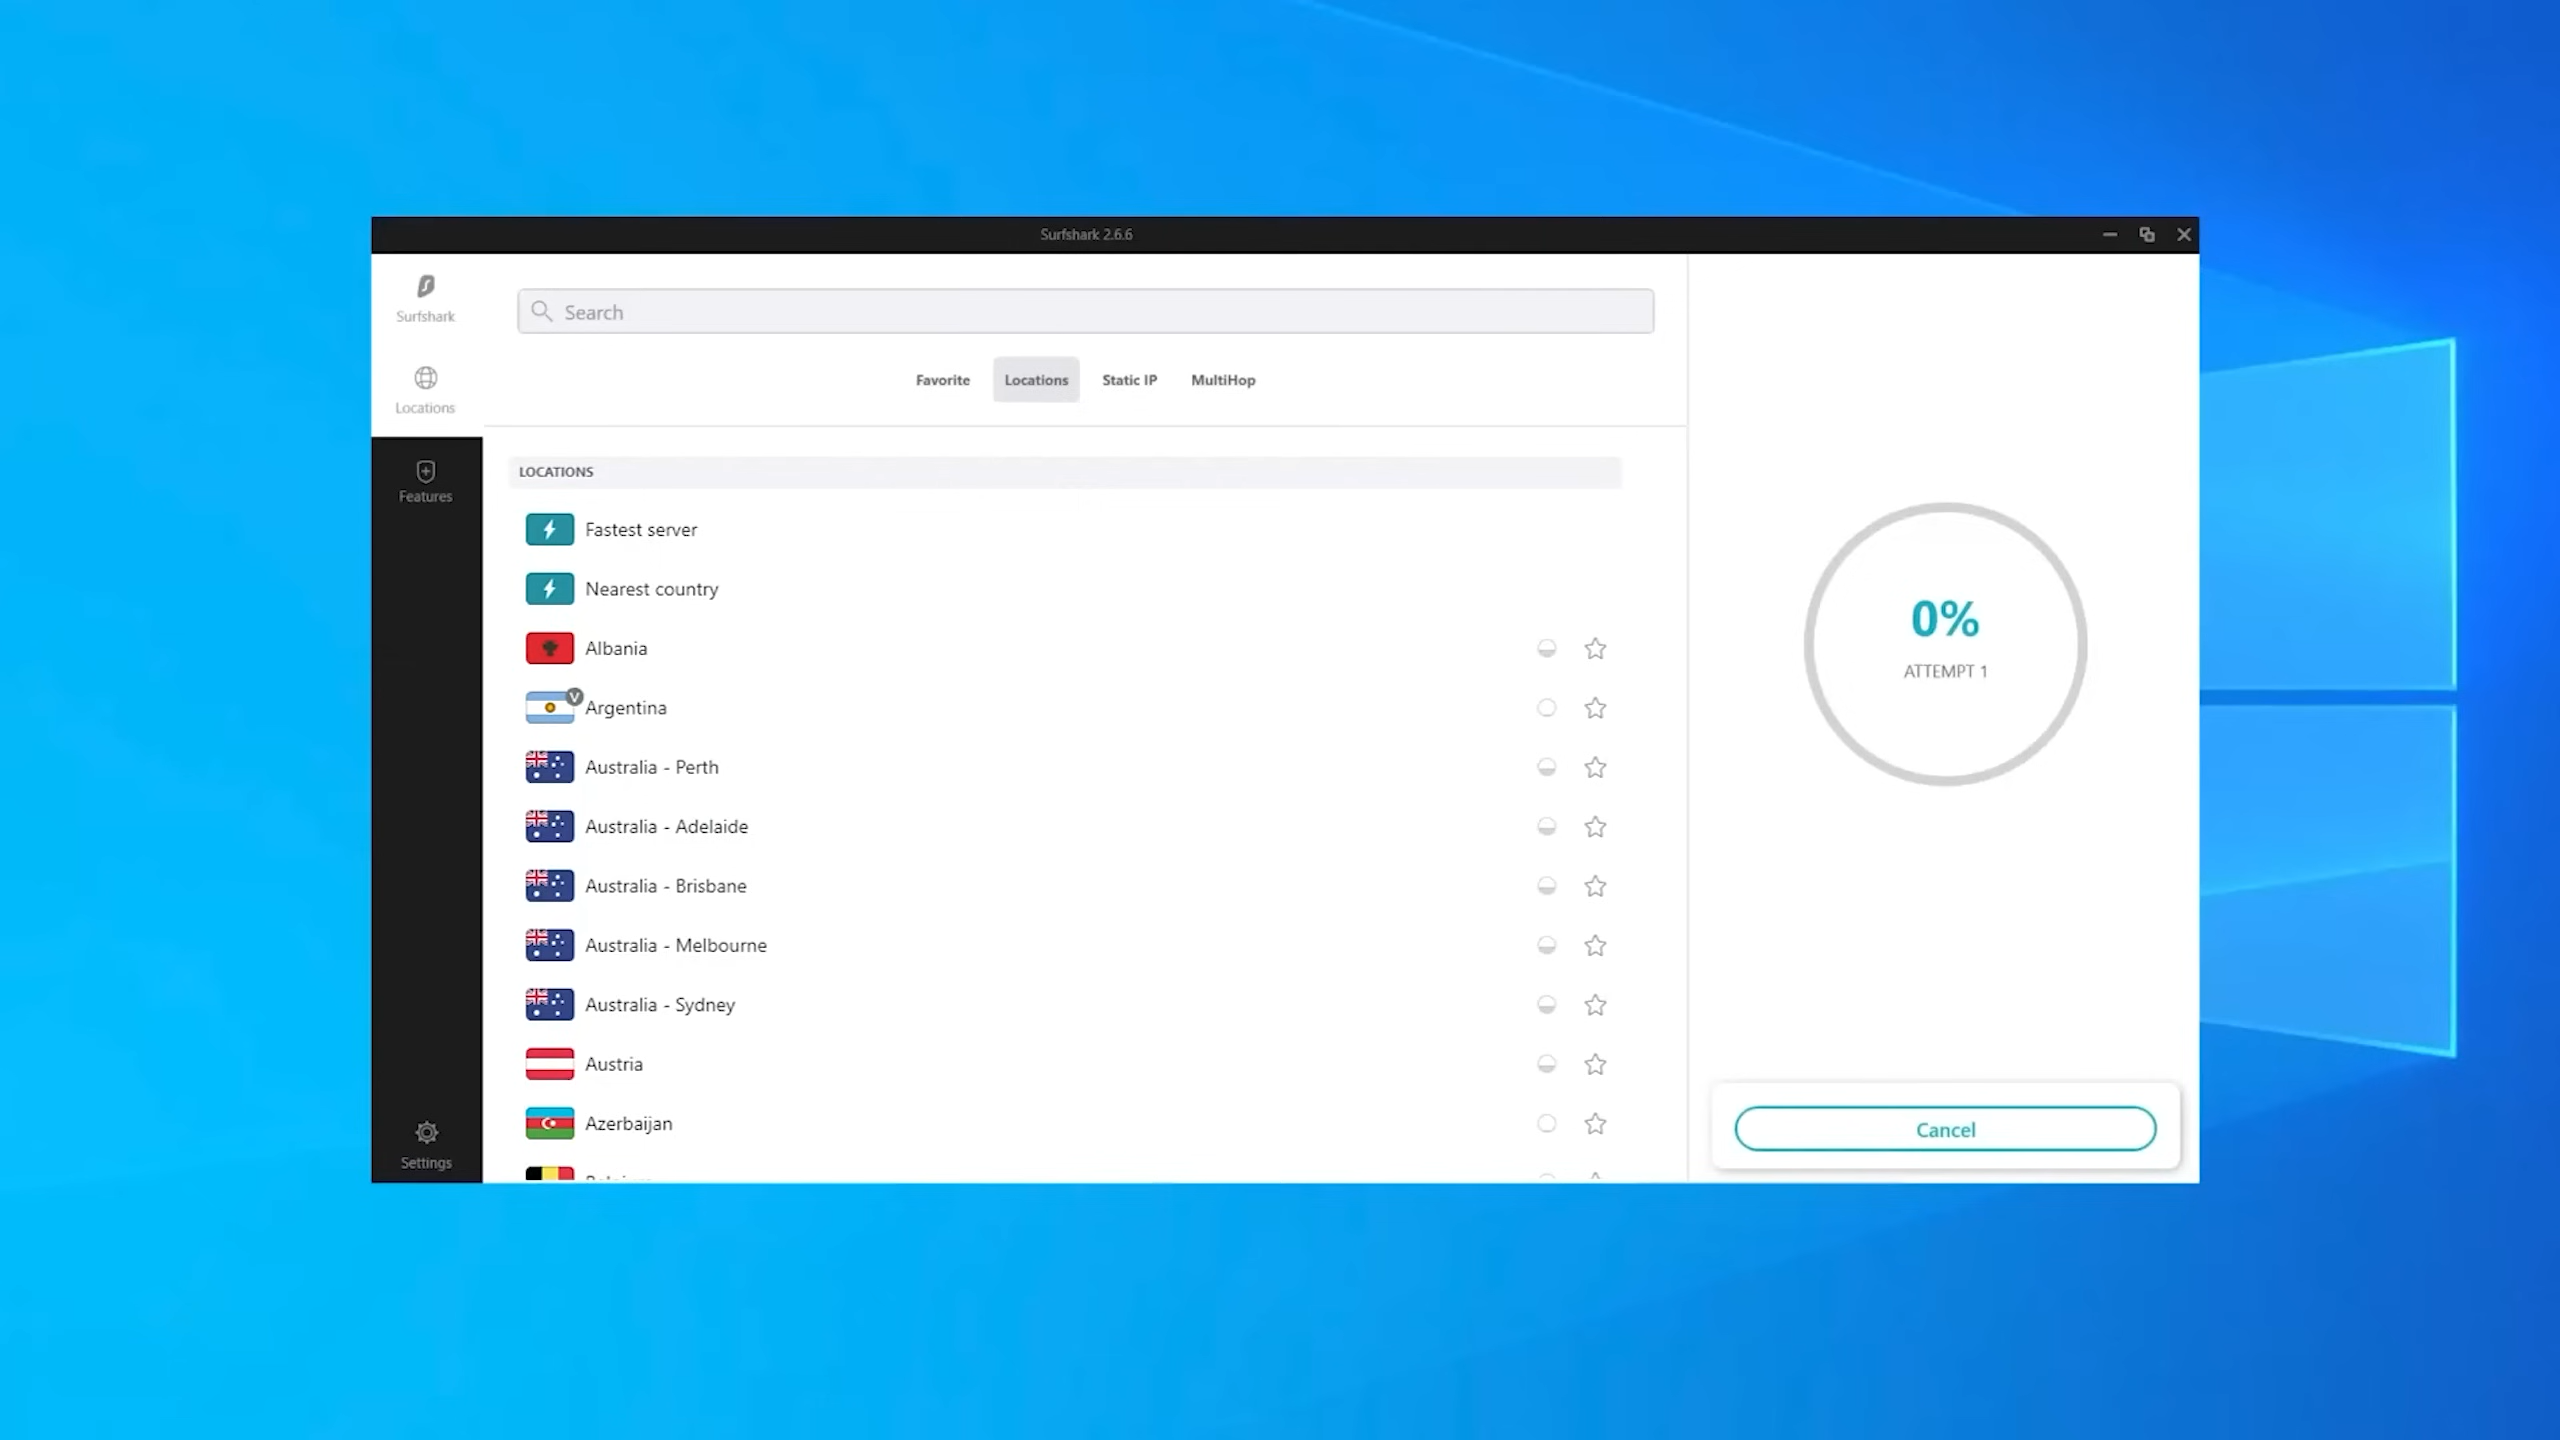 Surfshark 2.6.6
Surfshark
Locations
Features
Settings
Search
Favorite Locations Static IP MultiHop
LOCATIONS
Fastest server
Nearest country
Albania
V
Argentina
Australia - Perth
Australia - Adelaide
Australia - Brisbane
Australia - Melbourne
Australia - Sydney
Austria
Azerbaijan
0%
ATTEMPT 1
Cancel